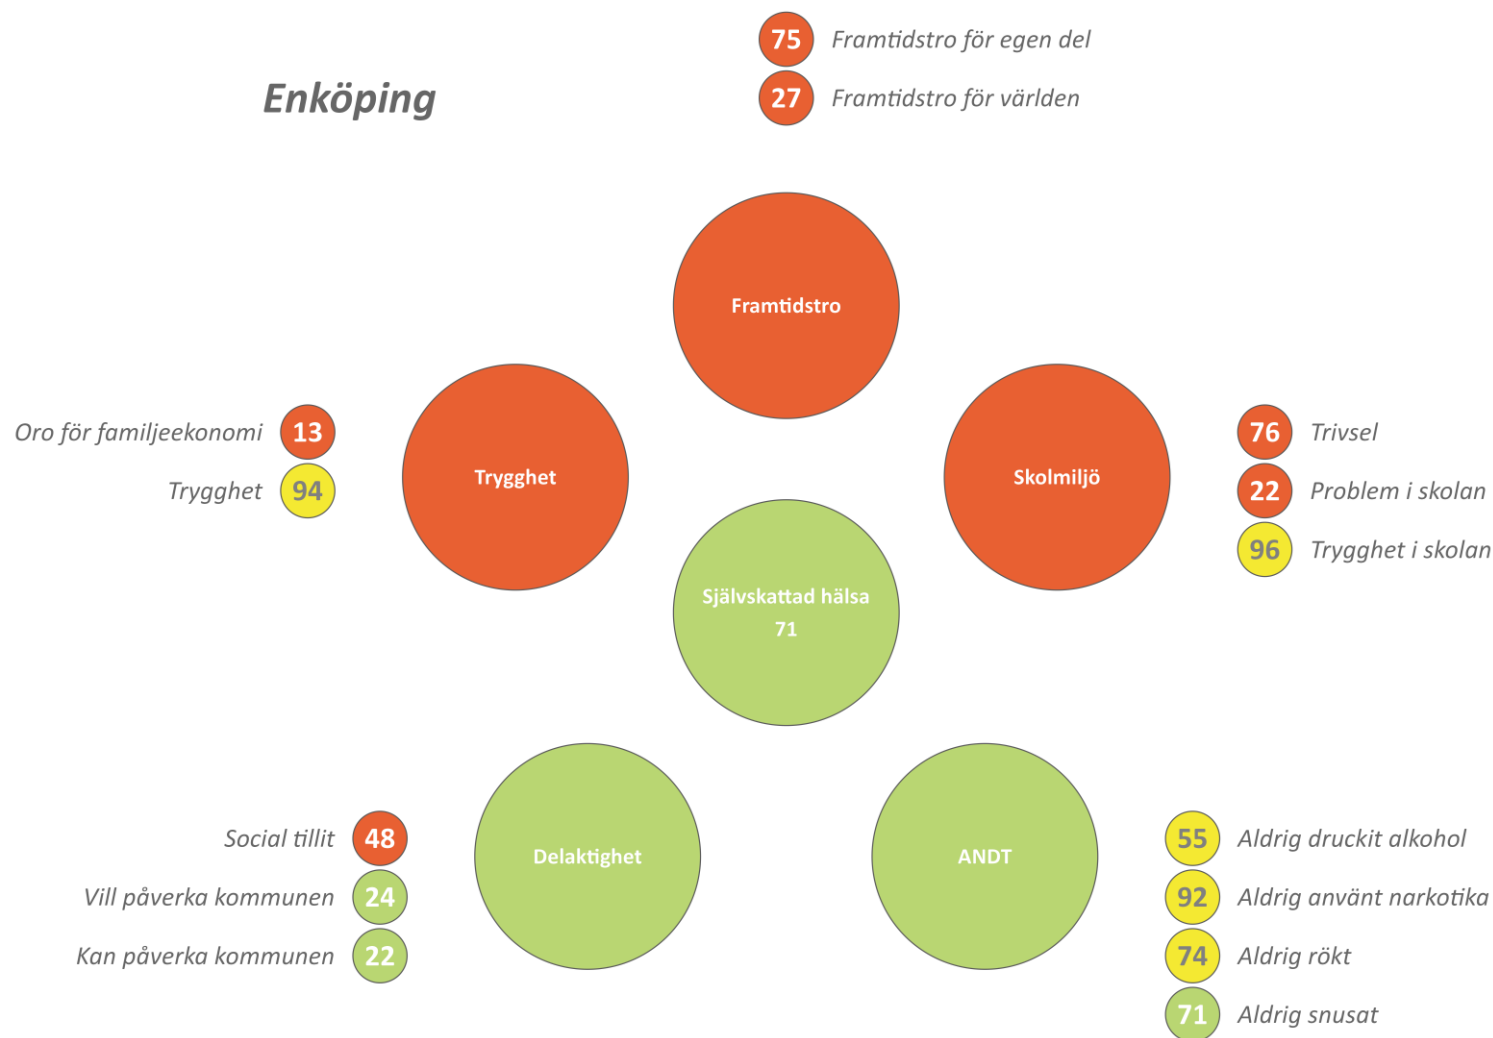 75 Framtidstro för egen del
Enköping
27 Framtidstro för världen
Framtidstro
Oro för familjeekonomi 13
Trygghet 94
Trygghet
Skolmiljö
76 Trivsel
22 Problem i skolan
96 Trygghet i skolan
Självskattad hälsa
71
Social tillit 48
Vill påverka kommunen 24
Kan påverka kommunen 22
Delaktighet
ANDT
55 Aldrig druckit alkohol
92 Aldrig använt narkotika
74 Aldrig rökt
71 Aldrig snusat